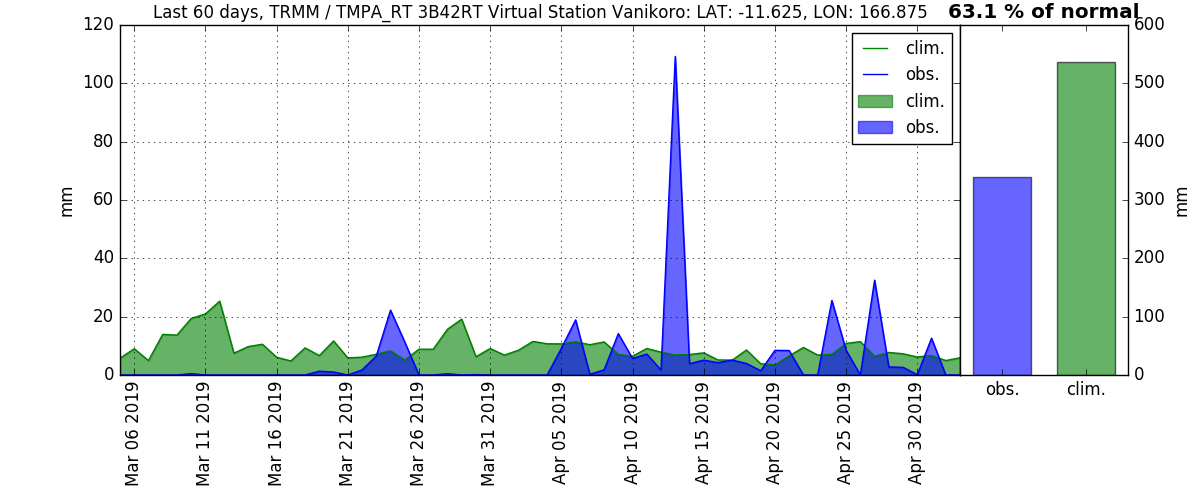 Last 60 days, TRMM / TMPA_RT 3B42RT Virtual Station Vanikoro: LAT: -11.625, LON: 166.875
63.1 % of normal
120
100
80
60
40
20
0
mm
clim.
obs.
clim.
obs.
Mar 06 2019
Mar 11 2019
Mar 16 2019
Mar 21 2019
Mar 26 2019
Mar 31 2019
Apr 05 2019
Apr 10 2019
Apr 15 2019
Apr 20 2019
Apr 25 2019
Apr 30 2019
600
500
400
300
200
100
0
mm
obs.
clim.